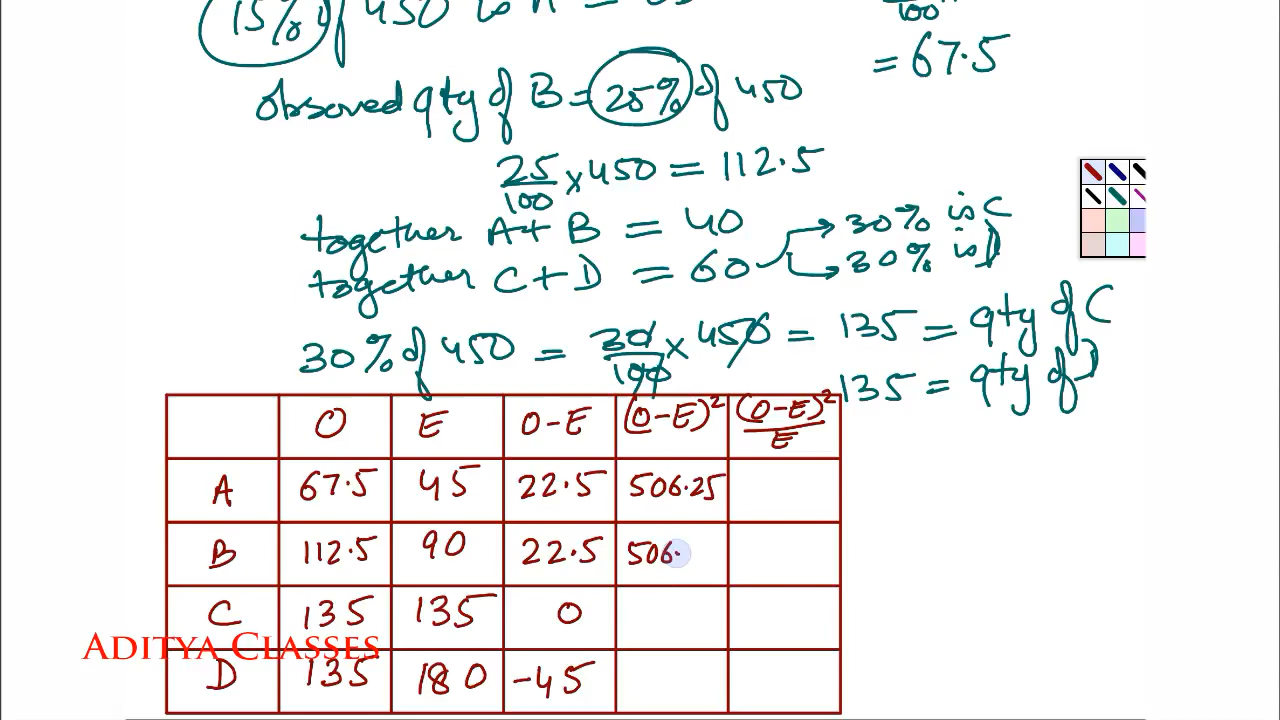 15% of 450 is A =
100
= 67.5
observed qty of B = 25% of 450
25/100 × 450 = 112.5
together A + B = 40
together C + D = 60 → 30% is C
→ 30% is D
30% of 450 = 30/100 × 450 = 135 = qty of C
135 = qty of D
O E O-E (O-E)² (O-E)²/E
A 67.5 45 22.5 506.25
B 112.5 90 22.5 506.
C 135 135 0
ADITYA CLASSES
D 135 180 -45